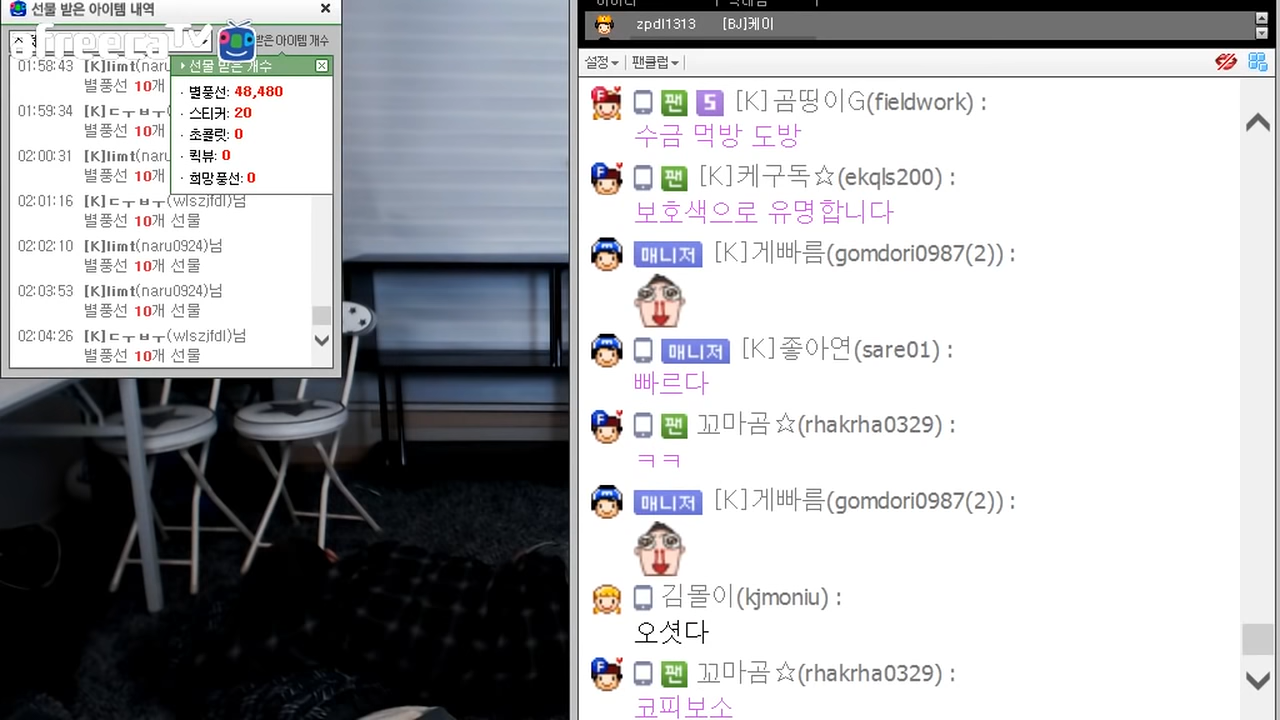 선물 받은 아이템 내역
afreecaTV
받은아이템 개수
01:58:43 [K]limt(naru
별풍선 10개
01:59:34 [K]ㄷㅜㅂㅜ(
별풍선 10개
02:00:31 [K]limt(naru
별풍선 10개
02:01:16 [K]ㄷㅜㅂㅜ(wlszjfdl)님
별풍선 10개 선물
02:02:10 [K]limt(naru0924)님
별풍선 10개 선물
02:03:53 [K]limt(naru0924)님
별풍선 10개 선물
02:04:26 [K]ㄷㅜㅂㅜ(wlszjfdl)님
별풍선 10개 선물
선물 받은 개수
· 별풍선: 48,480
· 스티커: 20
· 초콜릿: 0
· 퀵뷰: 0
· 희망풍선: 0
zpdl1313 [BJ]케이
설정 팬클럽
팬 S [K]곰띵이G(fieldwork) :
수금 먹방 도방
팬 [K]케구독☆(ekqls200) :
보호색으로 유명합니다
매니저 [K]게빠름(gomdori0987(2)) :
매니저 [K]좋아연(sare01) :
빠르다
팬 꼬마곰☆(rhakrha0329) :
ㅋㅋ
매니저 [K]게빠름(gomdori0987(2)) :
김몰이(kjmoniu) :
오셧다
팬 꼬마곰☆(rhakrha0329) :
코피보소